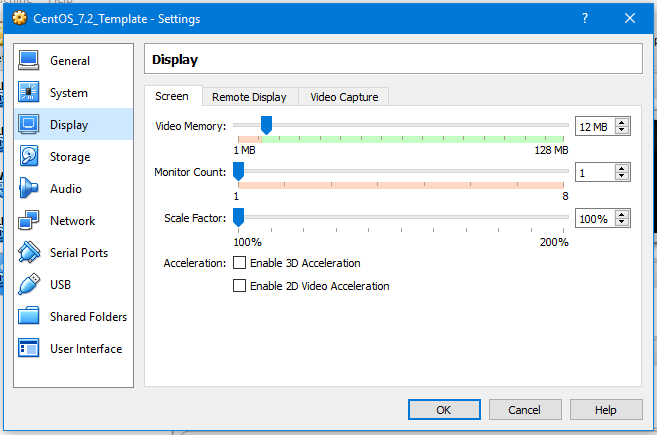 CentOS_7.2_Template - Settings
?
General
System
Display
Storage
Audio
Network
Serial Ports
USB
Shared Folders
User Interface
Display
Screen
Remote Display
Video Capture
Video Memory:
12 MB
1 MB
128 MB
Monitor Count:
1
1
8
Scale Factor:
100%
100%
200%
Acceleration:
Enable 3D Acceleration
Enable 2D Video Acceleration
OK
Cancel
Help